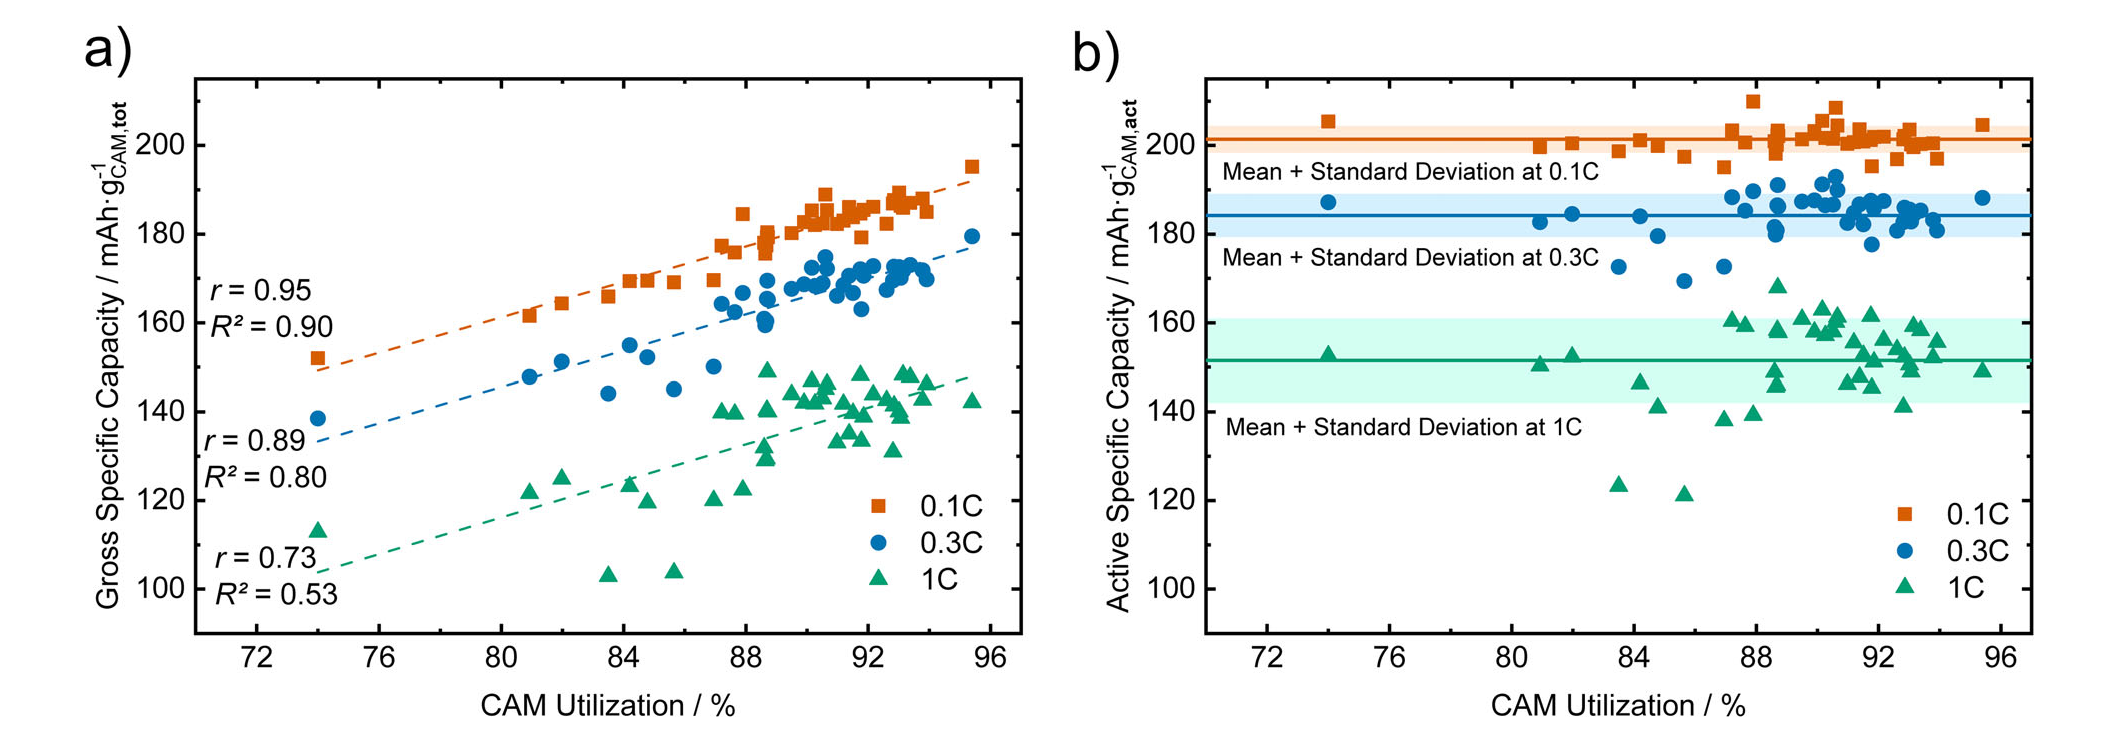 a)
Gross Specific Capacity / mAh·g⁻¹CAM,tot
200
180
160
140
120
100
r = 0.95
R² = 0.90
r = 0.89
R² = 0.80
r = 0.73
R² = 0.53
0.1C
0.3C
1C
72 76 80 84 88 92 96
CAM Utilization / %
b)
Active Specific Capacity / mAh·g⁻¹CAM,act
200
180
160
140
120
100
Mean + Standard Deviation at 0.1C
Mean + Standard Deviation at 0.3C
Mean + Standard Deviation at 1C
0.1C
0.3C
1C
72 76 80 84 88 92 96
CAM Utilization / %